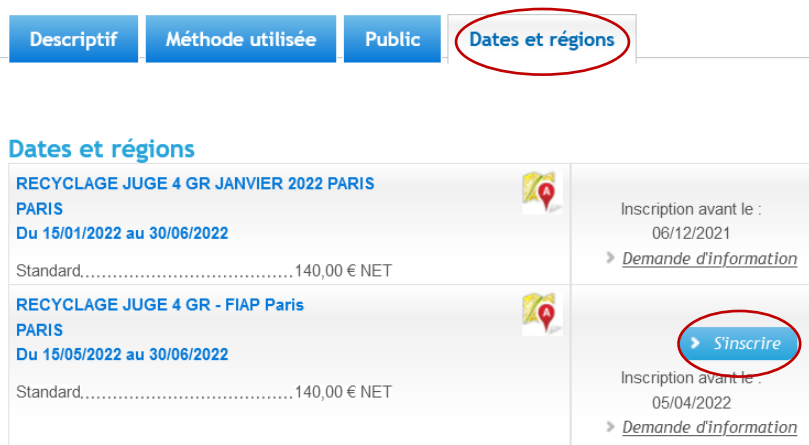 Descriptif Méthode utilisée Public Dates et régions
Dates et régions
RECYCLAGE JUGE 4 GR JANVIER 2022 PARIS
PARIS
Du 15/01/2022 au 30/06/2022
Standard......................................140,00 € NET
Inscription avant le :
06/12/2021
Demande d'information
RECYCLAGE JUGE 4 GR - FIAP Paris
PARIS
Du 15/05/2022 au 30/06/2022
Standard......................................140,00 € NET
S'inscrire
Inscription avant le :
05/04/2022
Demande d'information